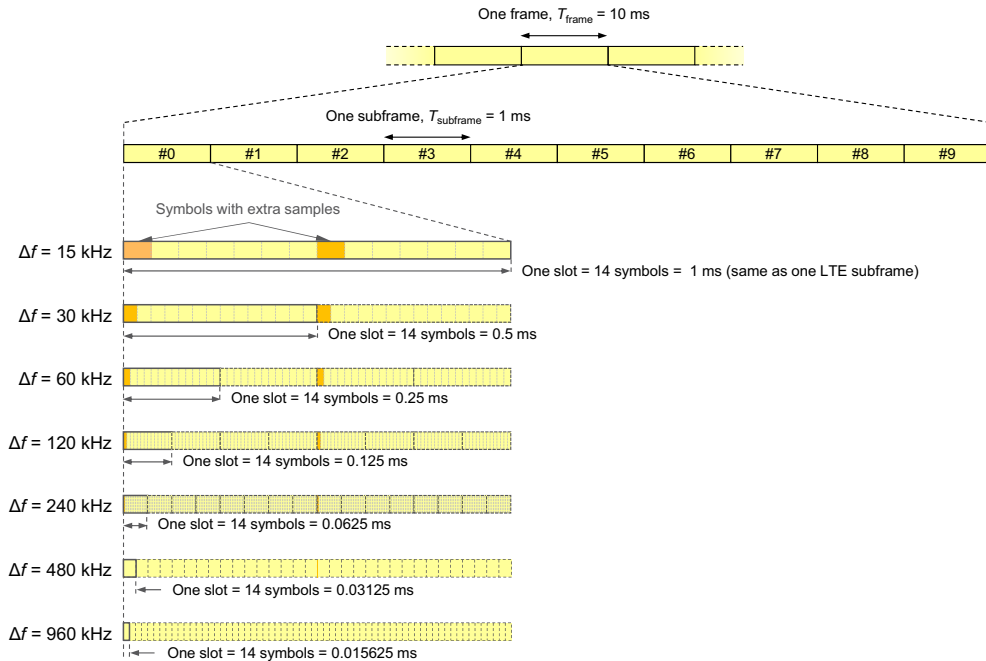 One frame, Tframe = 10 ms
One subframe, Tsubframe = 1 ms
#0 #1 #2 #3 #4 #5 #6 #7 #8 #9
Symbols with extra samples
Δf = 15 kHz
One slot = 14 symbols = 1 ms (same as one LTE subframe)
Δf = 30 kHz
One slot = 14 symbols = 0.5 ms
Δf = 60 kHz
One slot = 14 symbols = 0.25 ms
Δf = 120 kHz
One slot = 14 symbols = 0.125 ms
Δf = 240 kHz
One slot = 14 symbols = 0.0625 ms
Δf = 480 kHz
One slot = 14 symbols = 0.03125 ms
Δf = 960 kHz
One slot = 14 symbols = 0.015625 ms